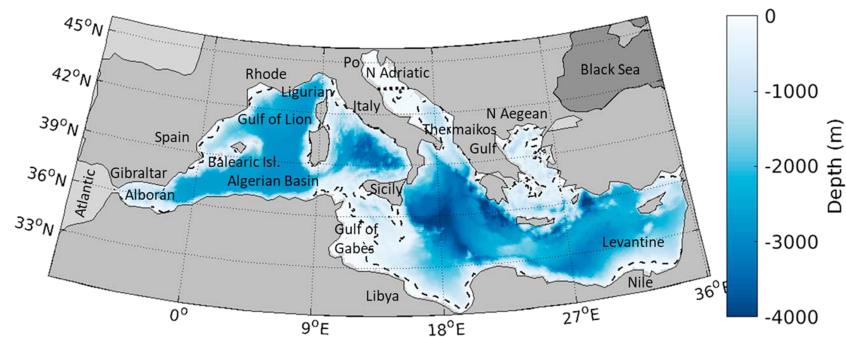 45°N
42°N
39°N
36°N
33°N
Po
N Adriatic
Rhode
Ligurian
Black Sea
Italy
Gulf of Lion
N Aegean
Thermaikos
Gulf
Spain
Balearic Isl.
Gibraltar
Algerian Basin
Atlantic
Alboran
Sicily
Gulf of
Gabès
Levantine
Libya
Nile
0°
9°E
18°E
27°E
36°E
0
-1000
-2000
-3000
-4000
Depth (m)